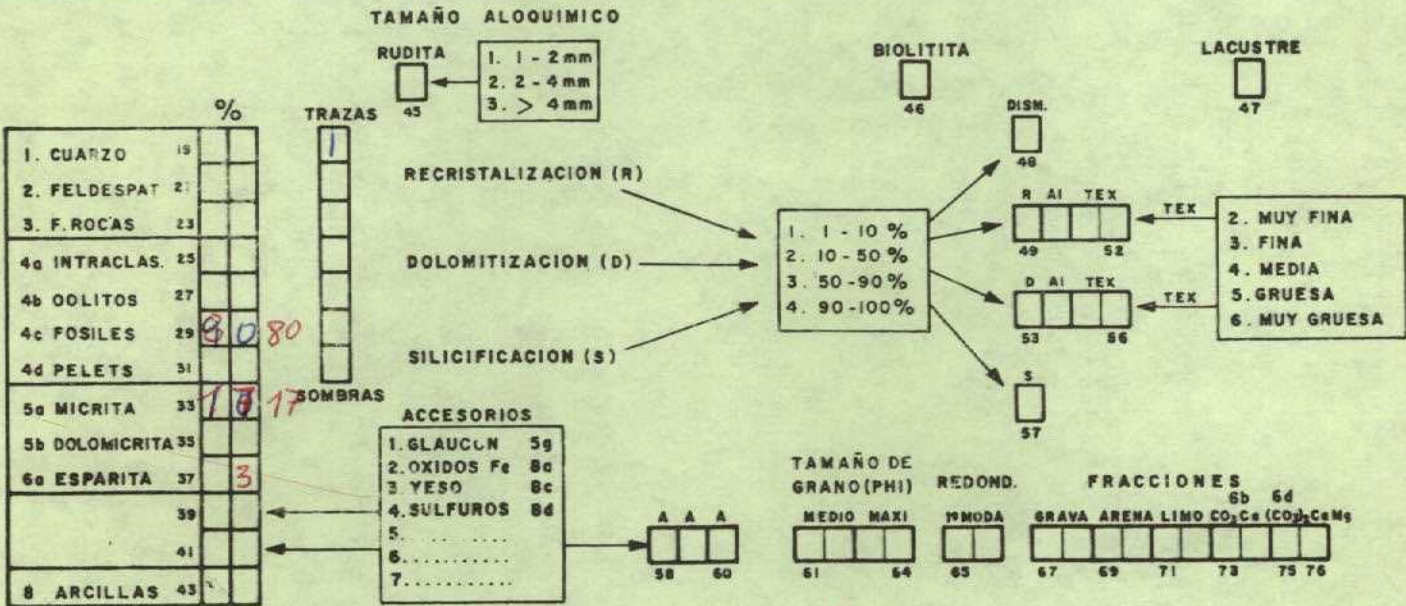 TAMAÑO ALOQUIMICO
RUDITA
45
1. 1 - 2 mm
2. 2 - 4 mm
3. > 4 mm
BIOLITITA
46
LACUSTRE
47
%
TRAZAS
1
SOMBRAS
1. CUARZO 19
2. FELDESPAT 21
3. F. ROCAS 23
4a INTRACLAS. 25
4b OOLITOS 27
4c FOSILES 29 8 0 80
4d PELETS 31
5a MICRITA 33 1 7 17
5b DOLOMICRITA 35
6a ESPARITA 37 3
39
41
8 ARCILLAS 43
RECRISTALIZACION (R)
DOLOMITIZACION (D)
SILICIFICACION (S)
1. 1 - 10 %
2. 10 - 50 %
3. 50 - 90 %
4. 90 - 100 %
DISM.
48
R AI TEX
49 52
D AI TEX
53 56
S
57
TEX
TEX
2. MUY FINA
3. FINA
4. MEDIA
5. GRUESA
6. MUY GRUESA
ACCESORIOS
1. GLAUCON 5g
2. OXIDOS Fe 8a
3. YESO 8c
4. SULFUROS 8d
5. ..........
6. ..........
7. ..........
A A A
58 60
TAMAÑO DE
GRANO (PHI)
MEDIO MAXI
61 64
REDOND.
1ª MODA
65
FRACCIONES
6b 6d
GRAVA ARENA LIMO CO3Ca (CO3)2CaMg
67 69 71 73 75 76